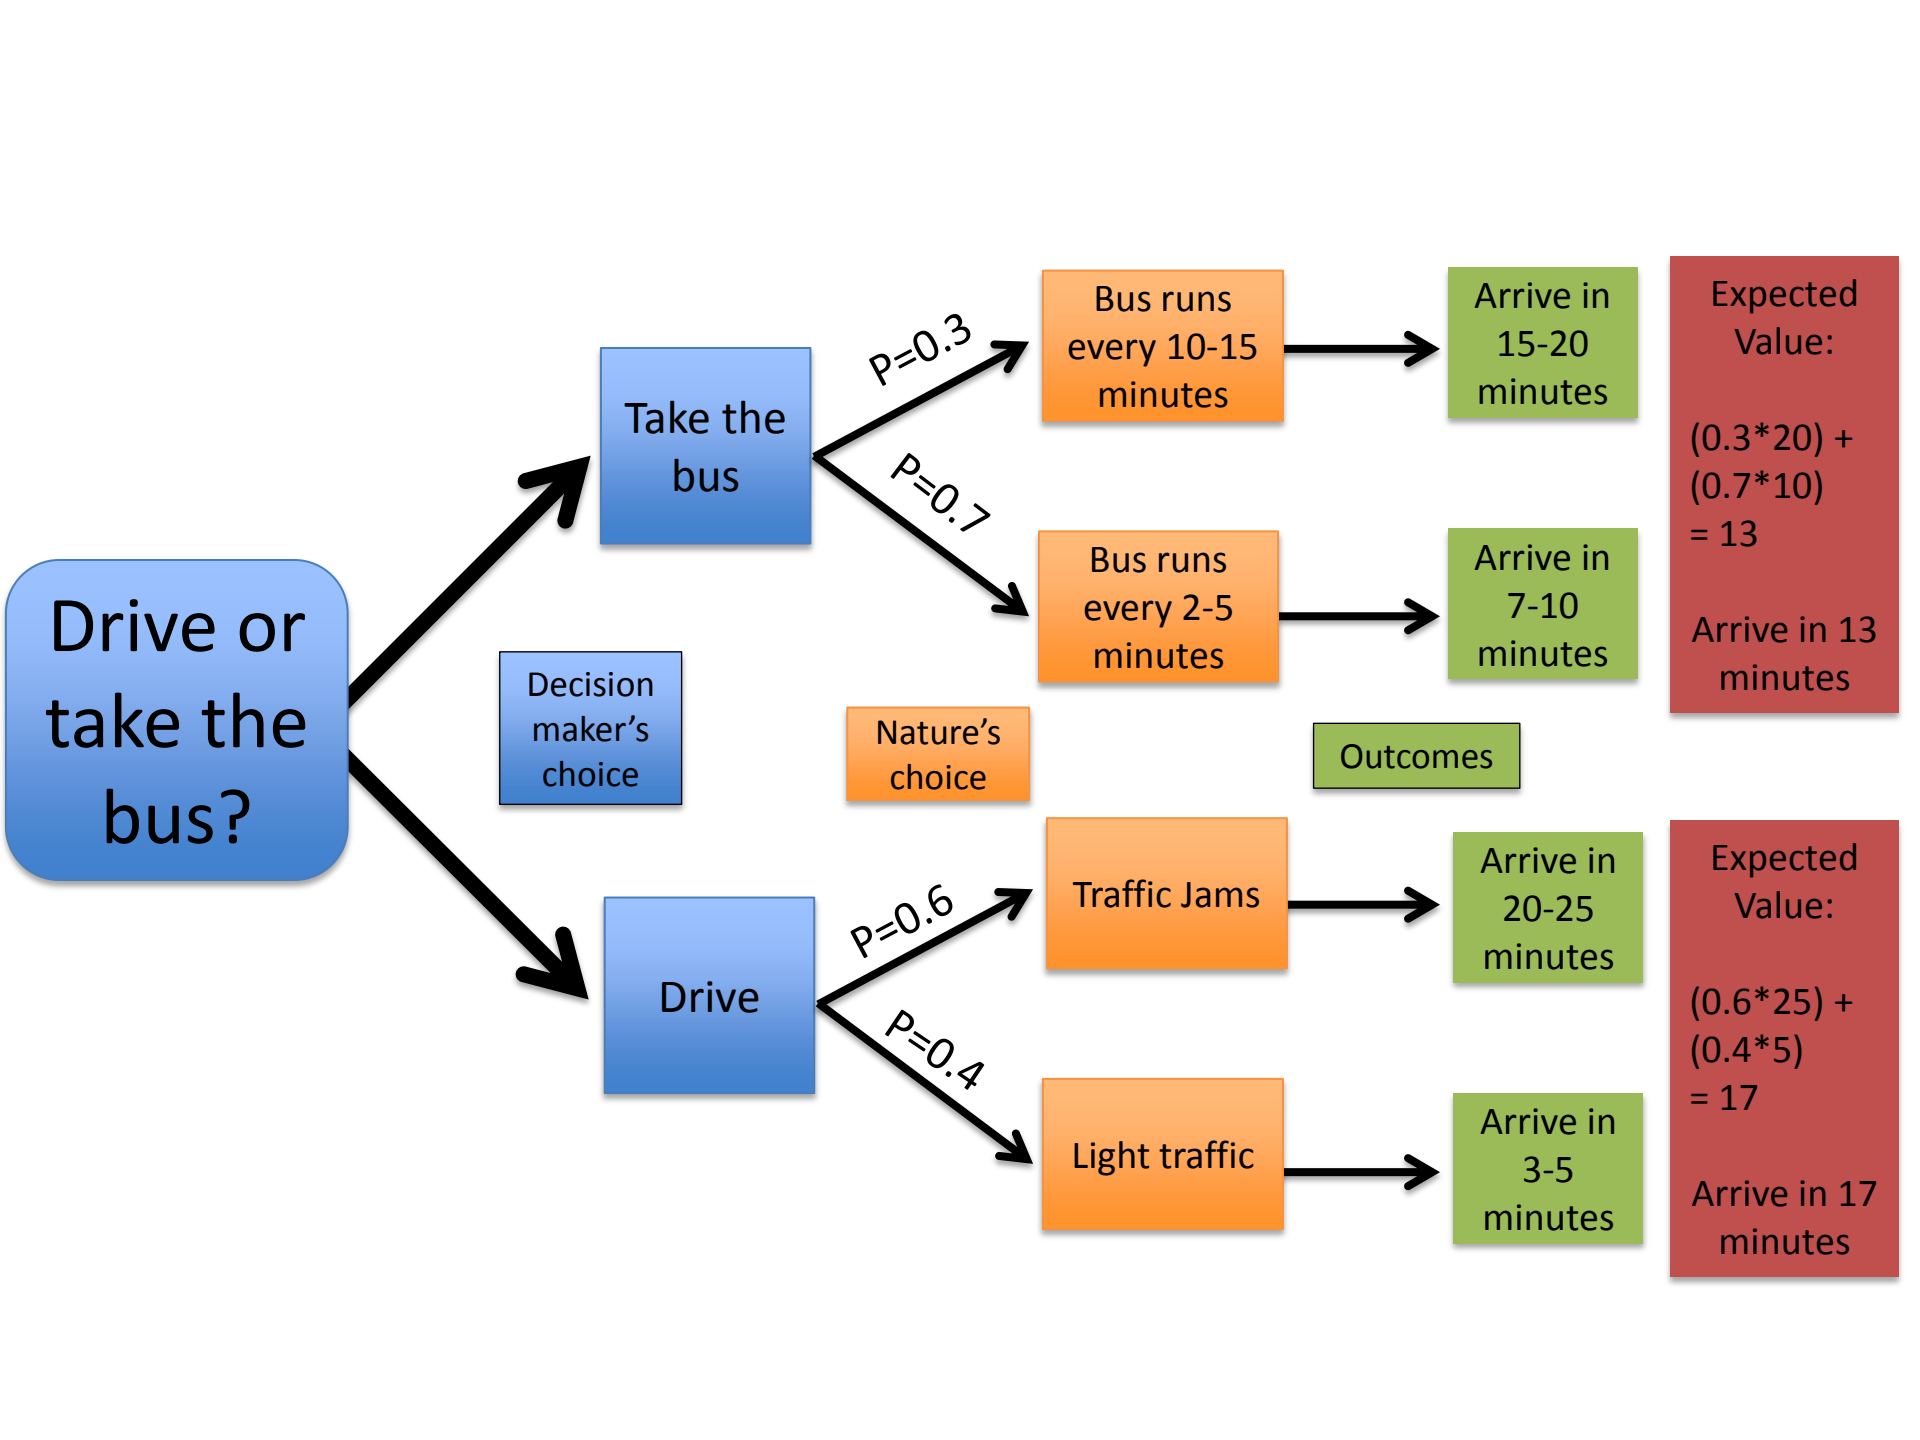 Drive or
take the
bus?
Take the
bus
P=0.3
P=0.7
Bus runs
every 10-15
minutes
Arrive in
15-20
minutes
Bus runs
every 2-5
minutes
Arrive in
7-10
minutes
Expected
Value:
(0.3*20) +
(0.7*10)
= 13
Arrive in 13
minutes
Decision
maker’s
choice
Nature’s
choice
Outcomes
Drive
P=0.6
P=0.4
Traffic Jams
Arrive in
20-25
minutes
Light traffic
Arrive in
3-5
minutes
Expected
Value:
(0.6*25) +
(0.4*5)
= 17
Arrive in 17
minutes